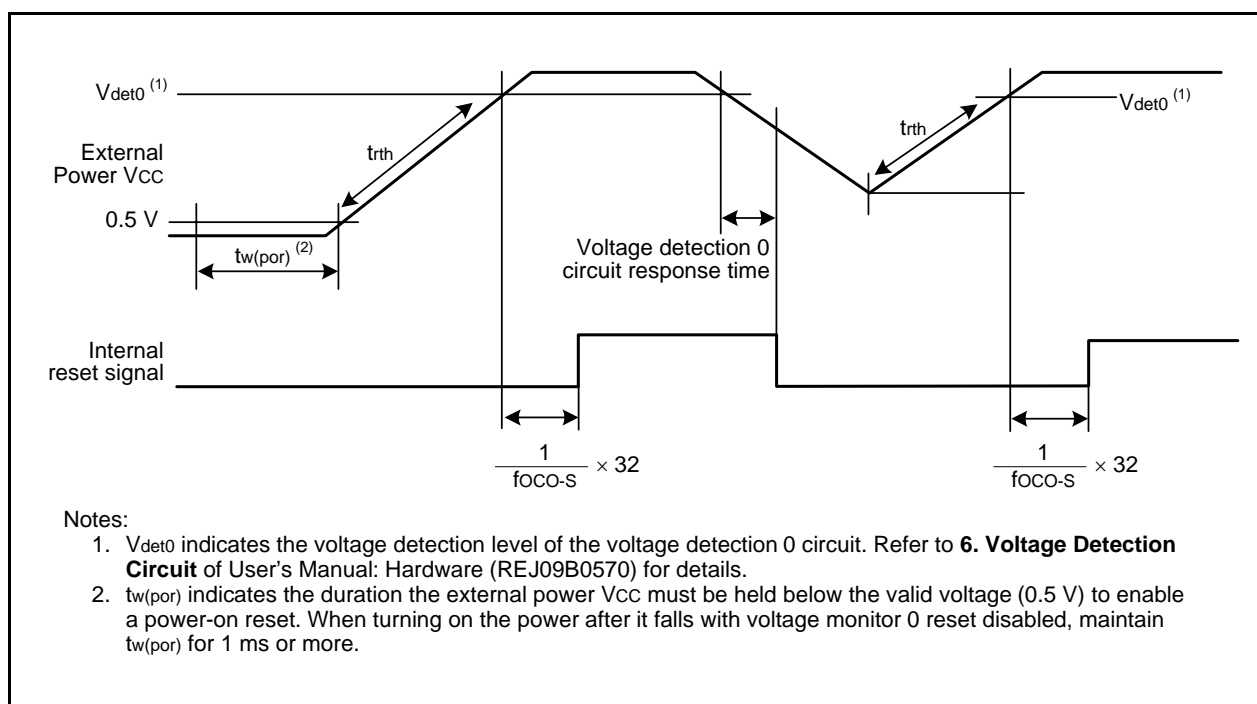 Vdet0 (1)
External
Power VCC
0.5 V
tw(por) (2)
trth
Voltage detection 0
circuit response time
trth
Vdet0 (1)
Internal
reset signal
1
fOCO-S
× 32
1
fOCO-S
× 32
Notes:
1. Vdet0 indicates the voltage detection level of the voltage detection 0 circuit. Refer to 6. Voltage Detection
Circuit of User's Manual: Hardware (REJ09B0570) for details.
2. tw(por) indicates the duration the external power VCC must be held below the valid voltage (0.5 V) to enable
a power-on reset. When turning on the power after it falls with voltage monitor 0 reset disabled, maintain
tw(por) for 1 ms or more.